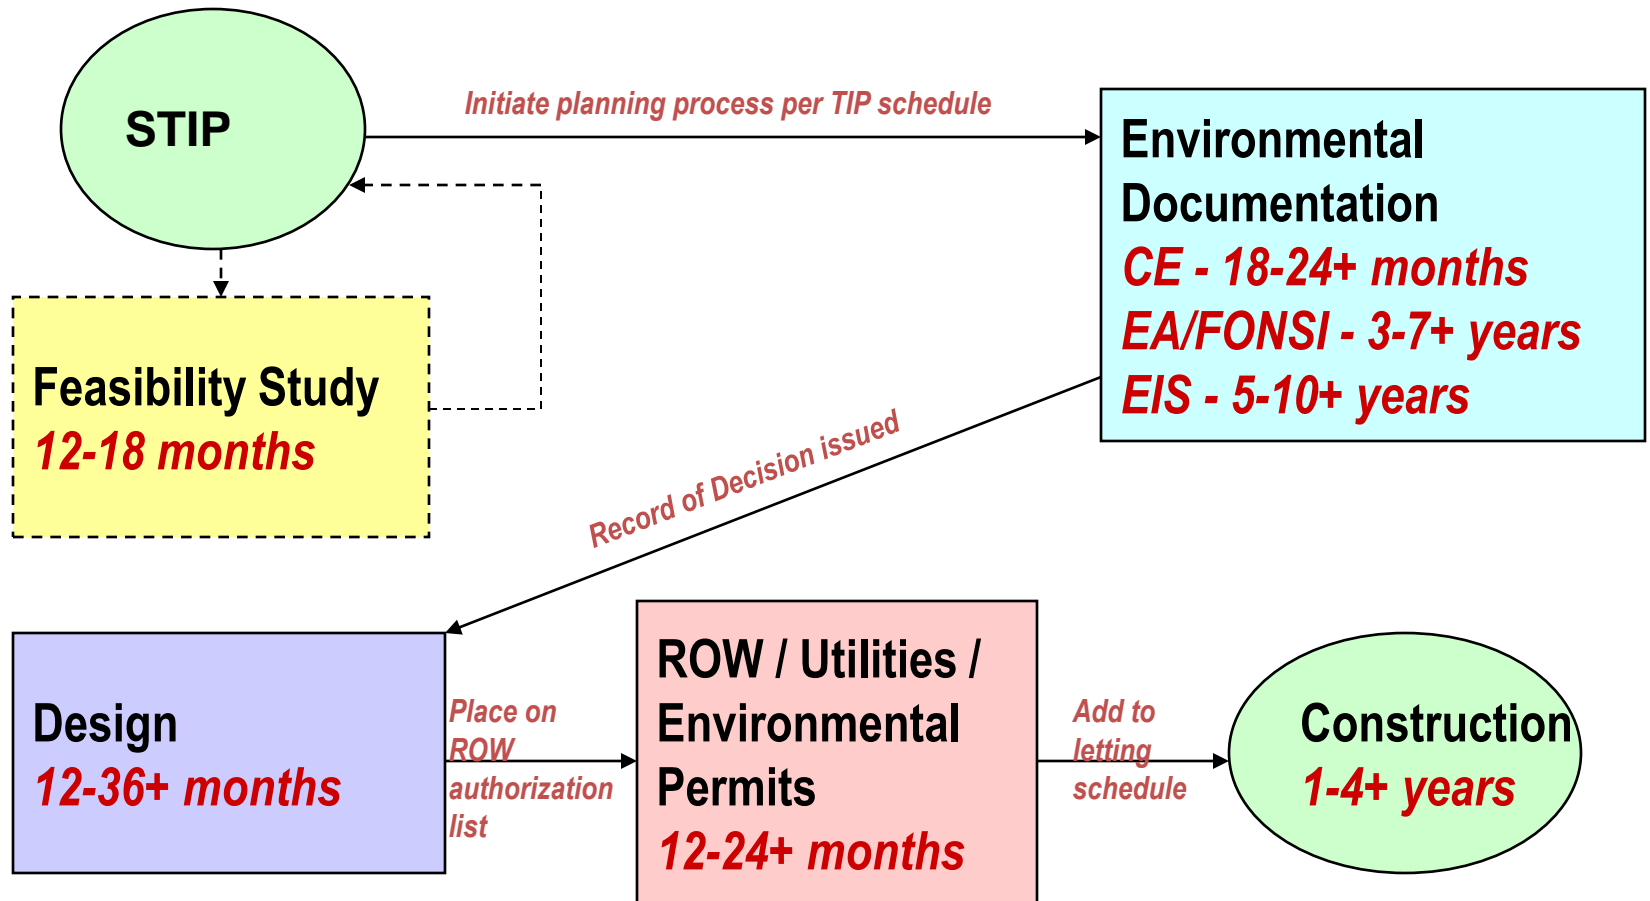 STIP
Initiate planning process per TIP schedule
Environmental
Documentation
CE - 18-24+ months
EA/FONSI - 3-7+ years
EIS - 5-10+ years
Feasibility Study
12-18 months
Record of Decision issued
Design
12-36+ months
Place on
ROW
authorization
list
ROW / Utilities /
Environmental
Permits
12-24+ months
Add to
letting
schedule
Construction
1-4+ years